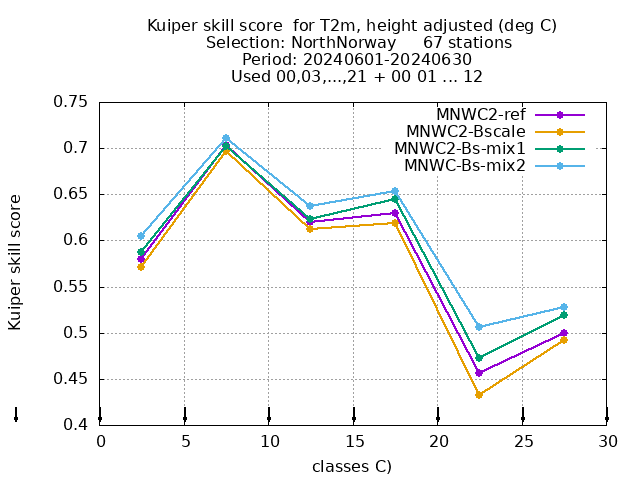 Kuiper skill score  for T2m, height adjusted (deg C)
Selection: NorthNorway     67 stations
Period: 20240601-20240630
Used 00,03,...,21 + 00 01 ... 12
MNWC2-ref
MNWC2-Bscale
MNWC2-Bs-mix1
MNWC-Bs-mix2
Kuiper skill score
0.75
0.7
0.65
0.6
0.55
0.5
0.45
0.4
0 5 10 15 20 25 30
classes C)